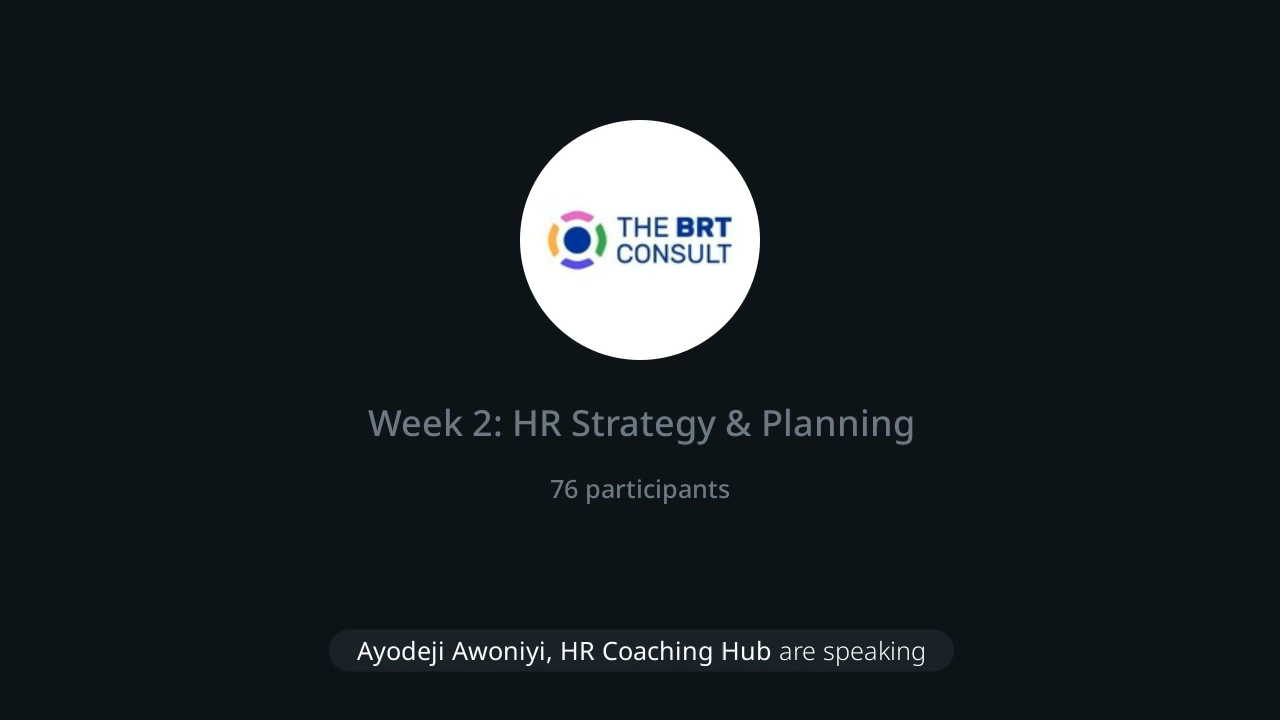 THE BRT
CONSULT
Week 2: HR Strategy & Planning
76 participants
Ayodeji Awoniyi, HR Coaching Hub are speaking